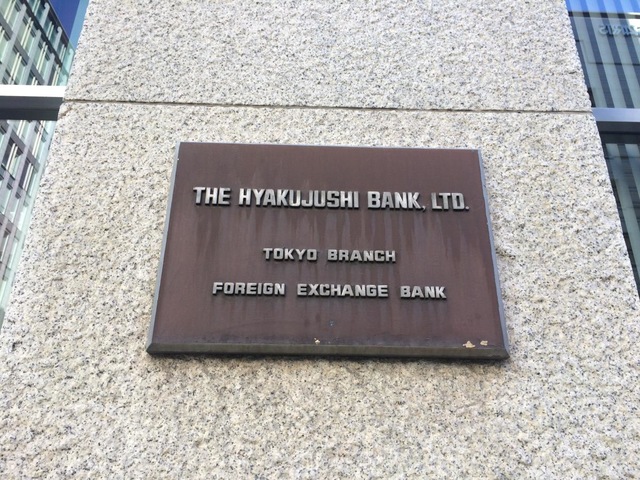 THE HYAKUJUSHI BANK, LTD.
TOKYO BRANCH
FOREIGN EXCHANGE BANK